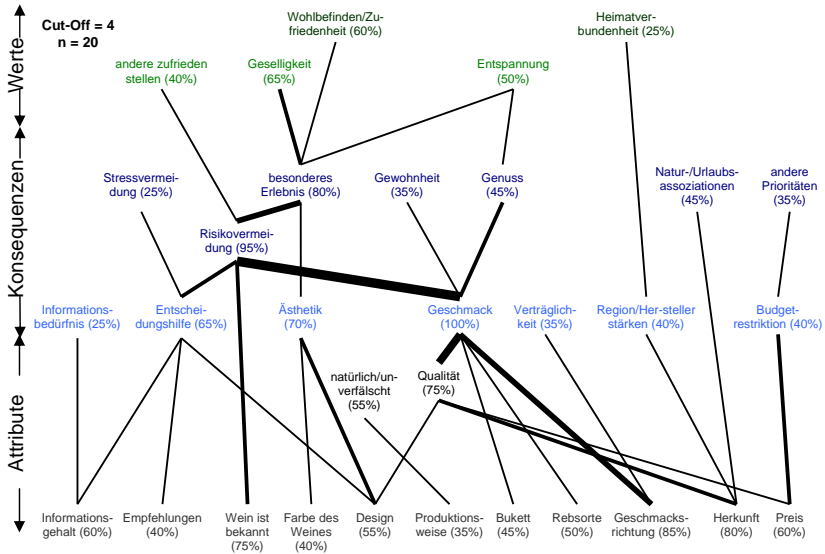 Cut-Off = 4
n = 20
Wohlbefinden/Zu-
friedenheit (60%)
Heimatver-
bundenheit (25%)
andere zufrieden
stellen (40%)
Geselligkeit
(65%)
Entspannung
(50%)
Werte
Stressvermei-
dung (25%)
besonderes
Erlebnis (80%)
Gewohnheit
(35%)
Genuss
(45%)
Natur-/Urlaubs-
assoziationen
(45%)
andere
Prioritäten
(35%)
Risikovermei-
dung (95%)
Konsequenzen
Informations-
bedürfnis (25%)
Entschei-
dungshilfe (65%)
Ästhetik
(70%)
Geschmack
(100%)
Verträglich-
keit (35%)
Region/Her-steller
stärken (40%)
Budget-
restriktion (40%)
natürlich/un-
verfälscht
(55%)
Qualität
(75%)
Attribute
Informations-
gehalt (60%)
Empfehlungen
(40%)
Wein ist
bekannt
(75%)
Farbe des
Weines
(40%)
Design
(55%)
Produktions-
weise (35%)
Bukett
(45%)
Rebsorte
(50%)
Geschmacks-
richtung (85%)
Herkunft
(80%)
Preis
(60%)